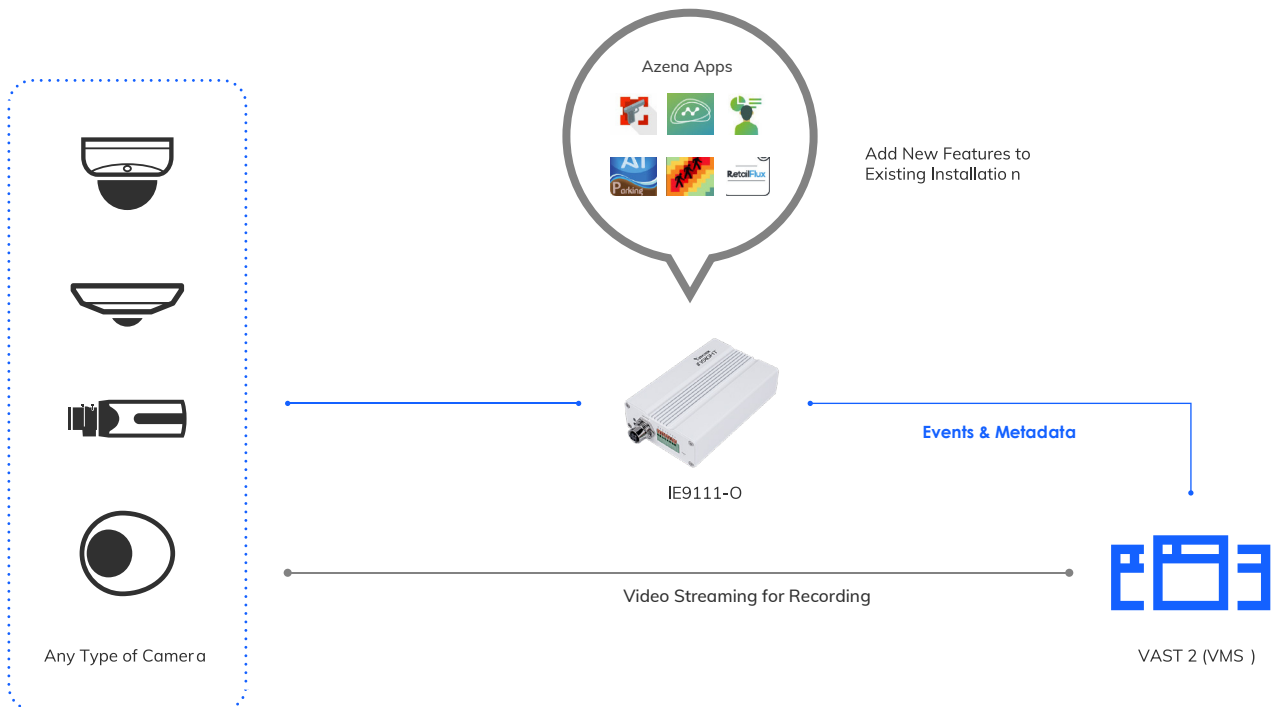 Azena Apps
AI
Parking
RetailFlux
Add New Features to
Existing Installatio n
IE9111-O
Events & Metadata
Video Streaming for Recording
Any Type of Camera
VAST 2 (VMS )